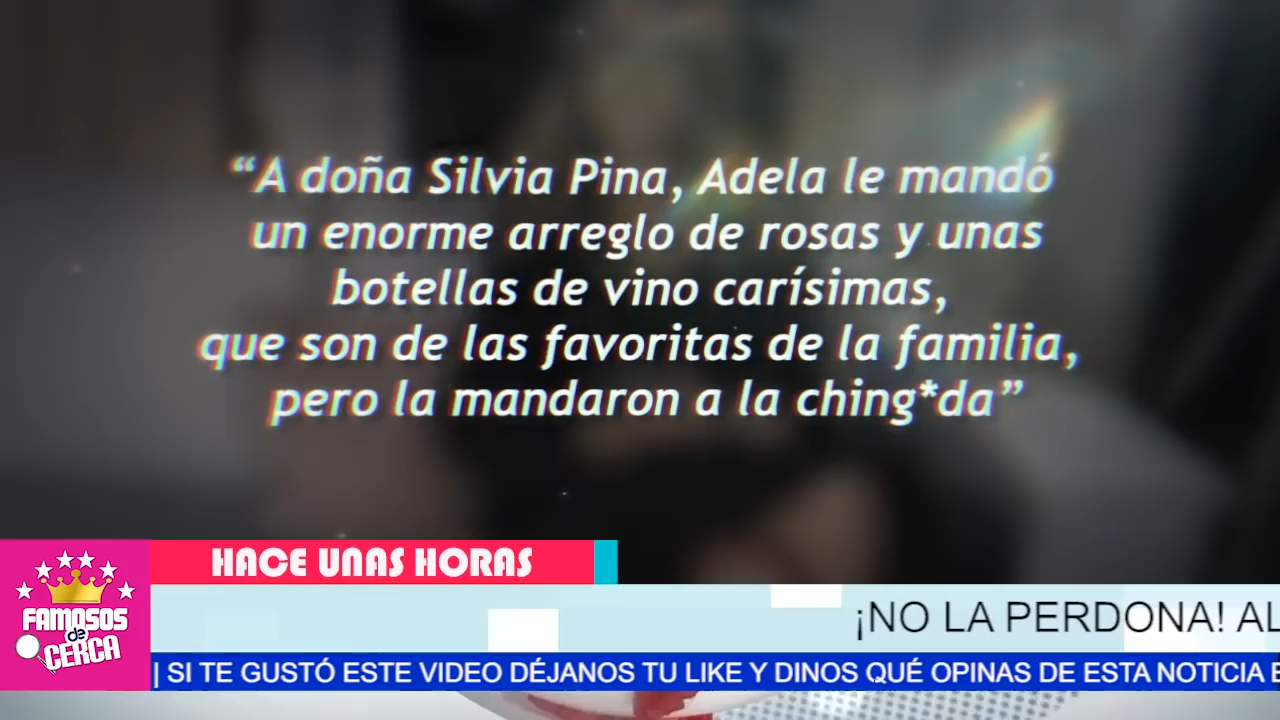 “A doña Silvia Pina, Adela le mandó
un enorme arreglo de rosas y unas
botellas de vino carísimas,
que son de las favoritas de la familia,
pero la mandaron a la ching*da”
HACE UNAS HORAS
FAMOSOS
de
CERCA
¡NO LA PERDONA! AL
| SI TE GUSTÓ ESTE VIDEO DÉJANOS TU LIKE Y DINOS QUÉ OPINAS DE ESTA NOTICIA E